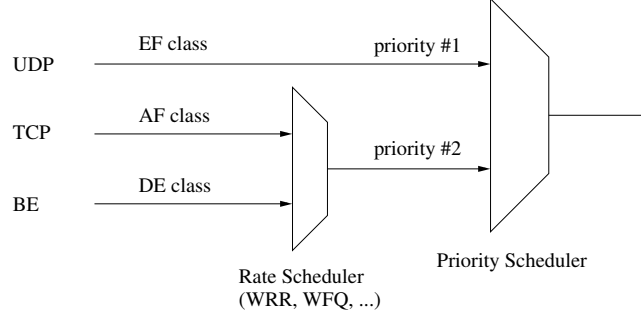 EF class
priority #1
UDP
TCP
AF class
priority #2
BE
DE class
Rate Scheduler
(WRR, WFQ, ...)
Priority Scheduler